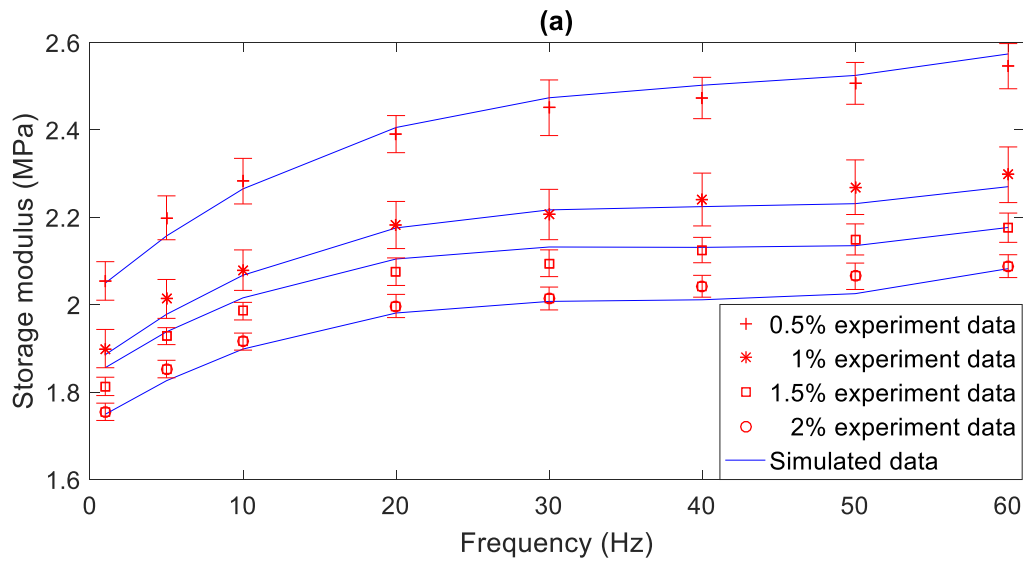 (a)
Storage modulus (MPa)
2.6
2.4
2.2
2
1.8
1.6
0 10 20 30 40 50 60
Frequency (Hz)
0.5% experiment data
1% experiment data
1.5% experiment data
2% experiment data
Simulated data